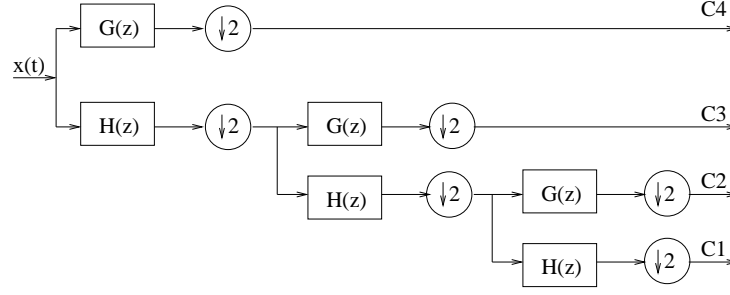 C4
G(z) ↓2
x(t)
C3
H(z) ↓2 G(z) ↓2
C2
H(z) ↓2 G(z) ↓2
C1
H(z) ↓2